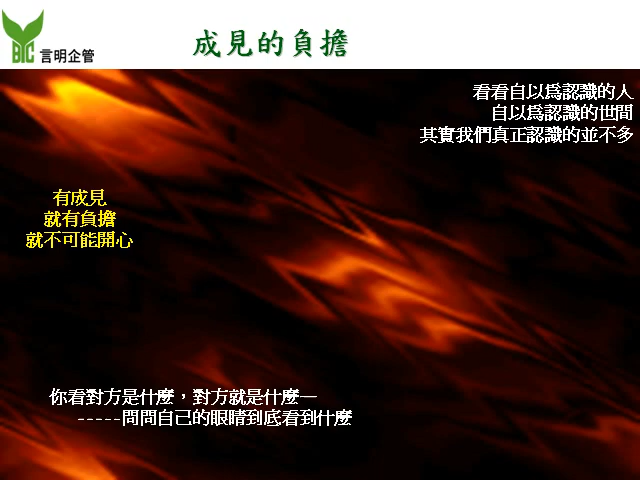 BIC 言明企管
成見的負擔
看看自以為認識的人
自以為認識的世間
其實我們真正認識的並不多
有成見
就有負擔
就不可能開心
你看對方是什麼，對方就是什麼—
-----問問自己的眼睛到底看到什麼